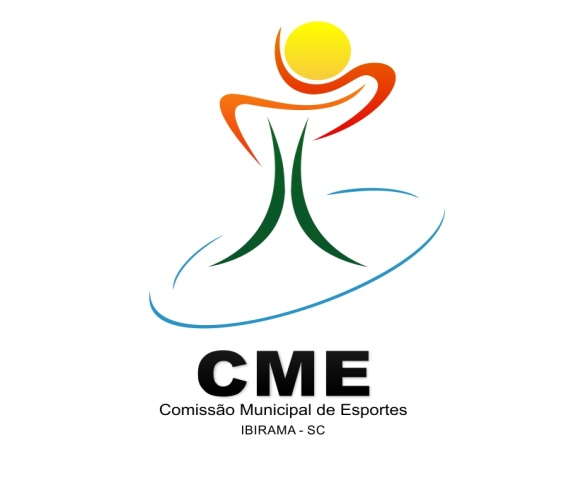 CME
Comissão Municipal de Esportes
IBIRAMA - SC